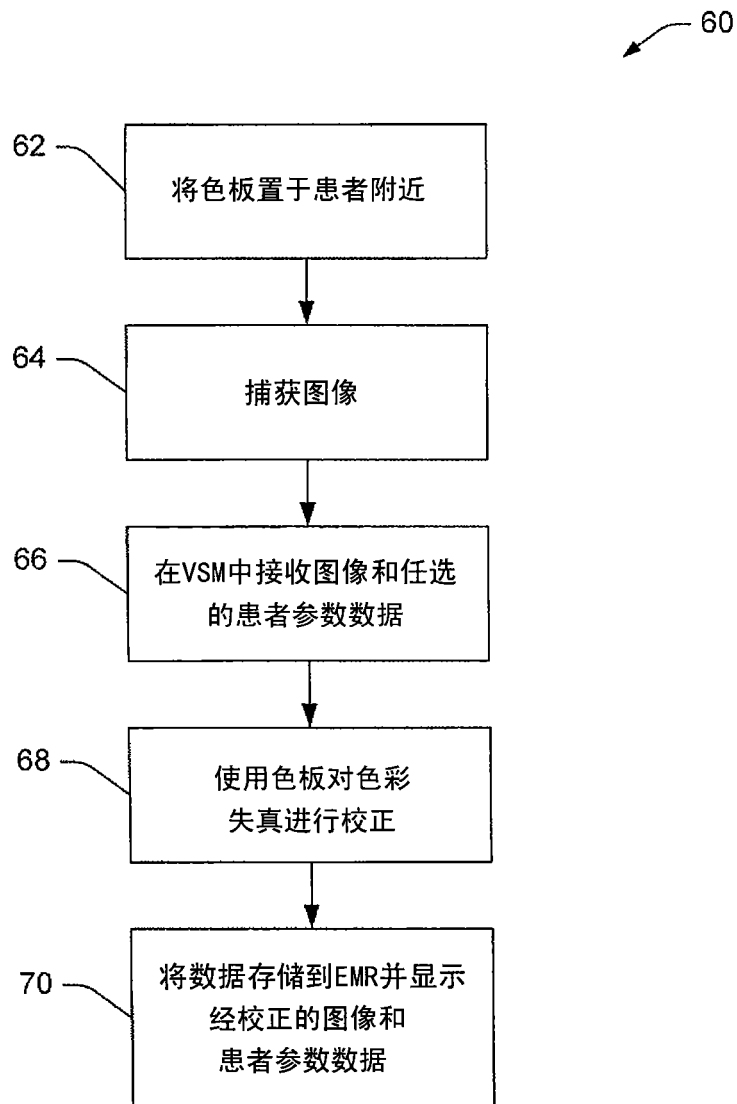 60
62
将色板置于患者附近
64
捕获图像
66
在VSM中接收图像和任选
的患者参数数据
68
使用色板对色彩
失真进行校正
70
将数据存储到EMR并显示
经校正的图像和
患者参数数据